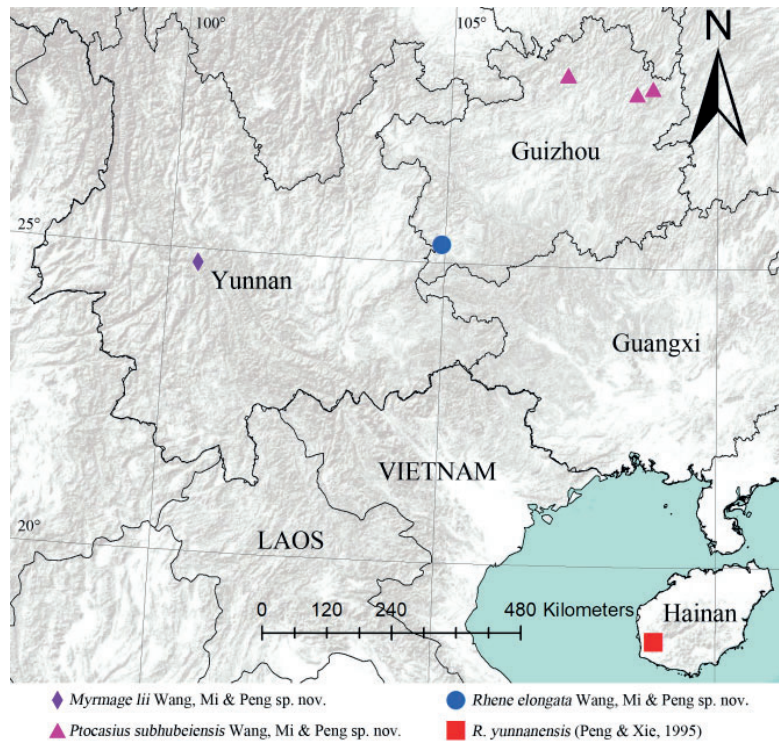 100°
105°
N
Guizhou
25°
Yunnan
Guangxi
VIETNAM
20°
LAOS
0 120 240 480 Kilometers
Hainan
Myrmage lii Wang, Mi & Peng sp. nov.
Rhene elongata Wang, Mi & Peng sp. nov.
Ptocasius subhubeiensis Wang, Mi & Peng sp. nov.
R. yunnanensis (Peng & Xie, 1995)